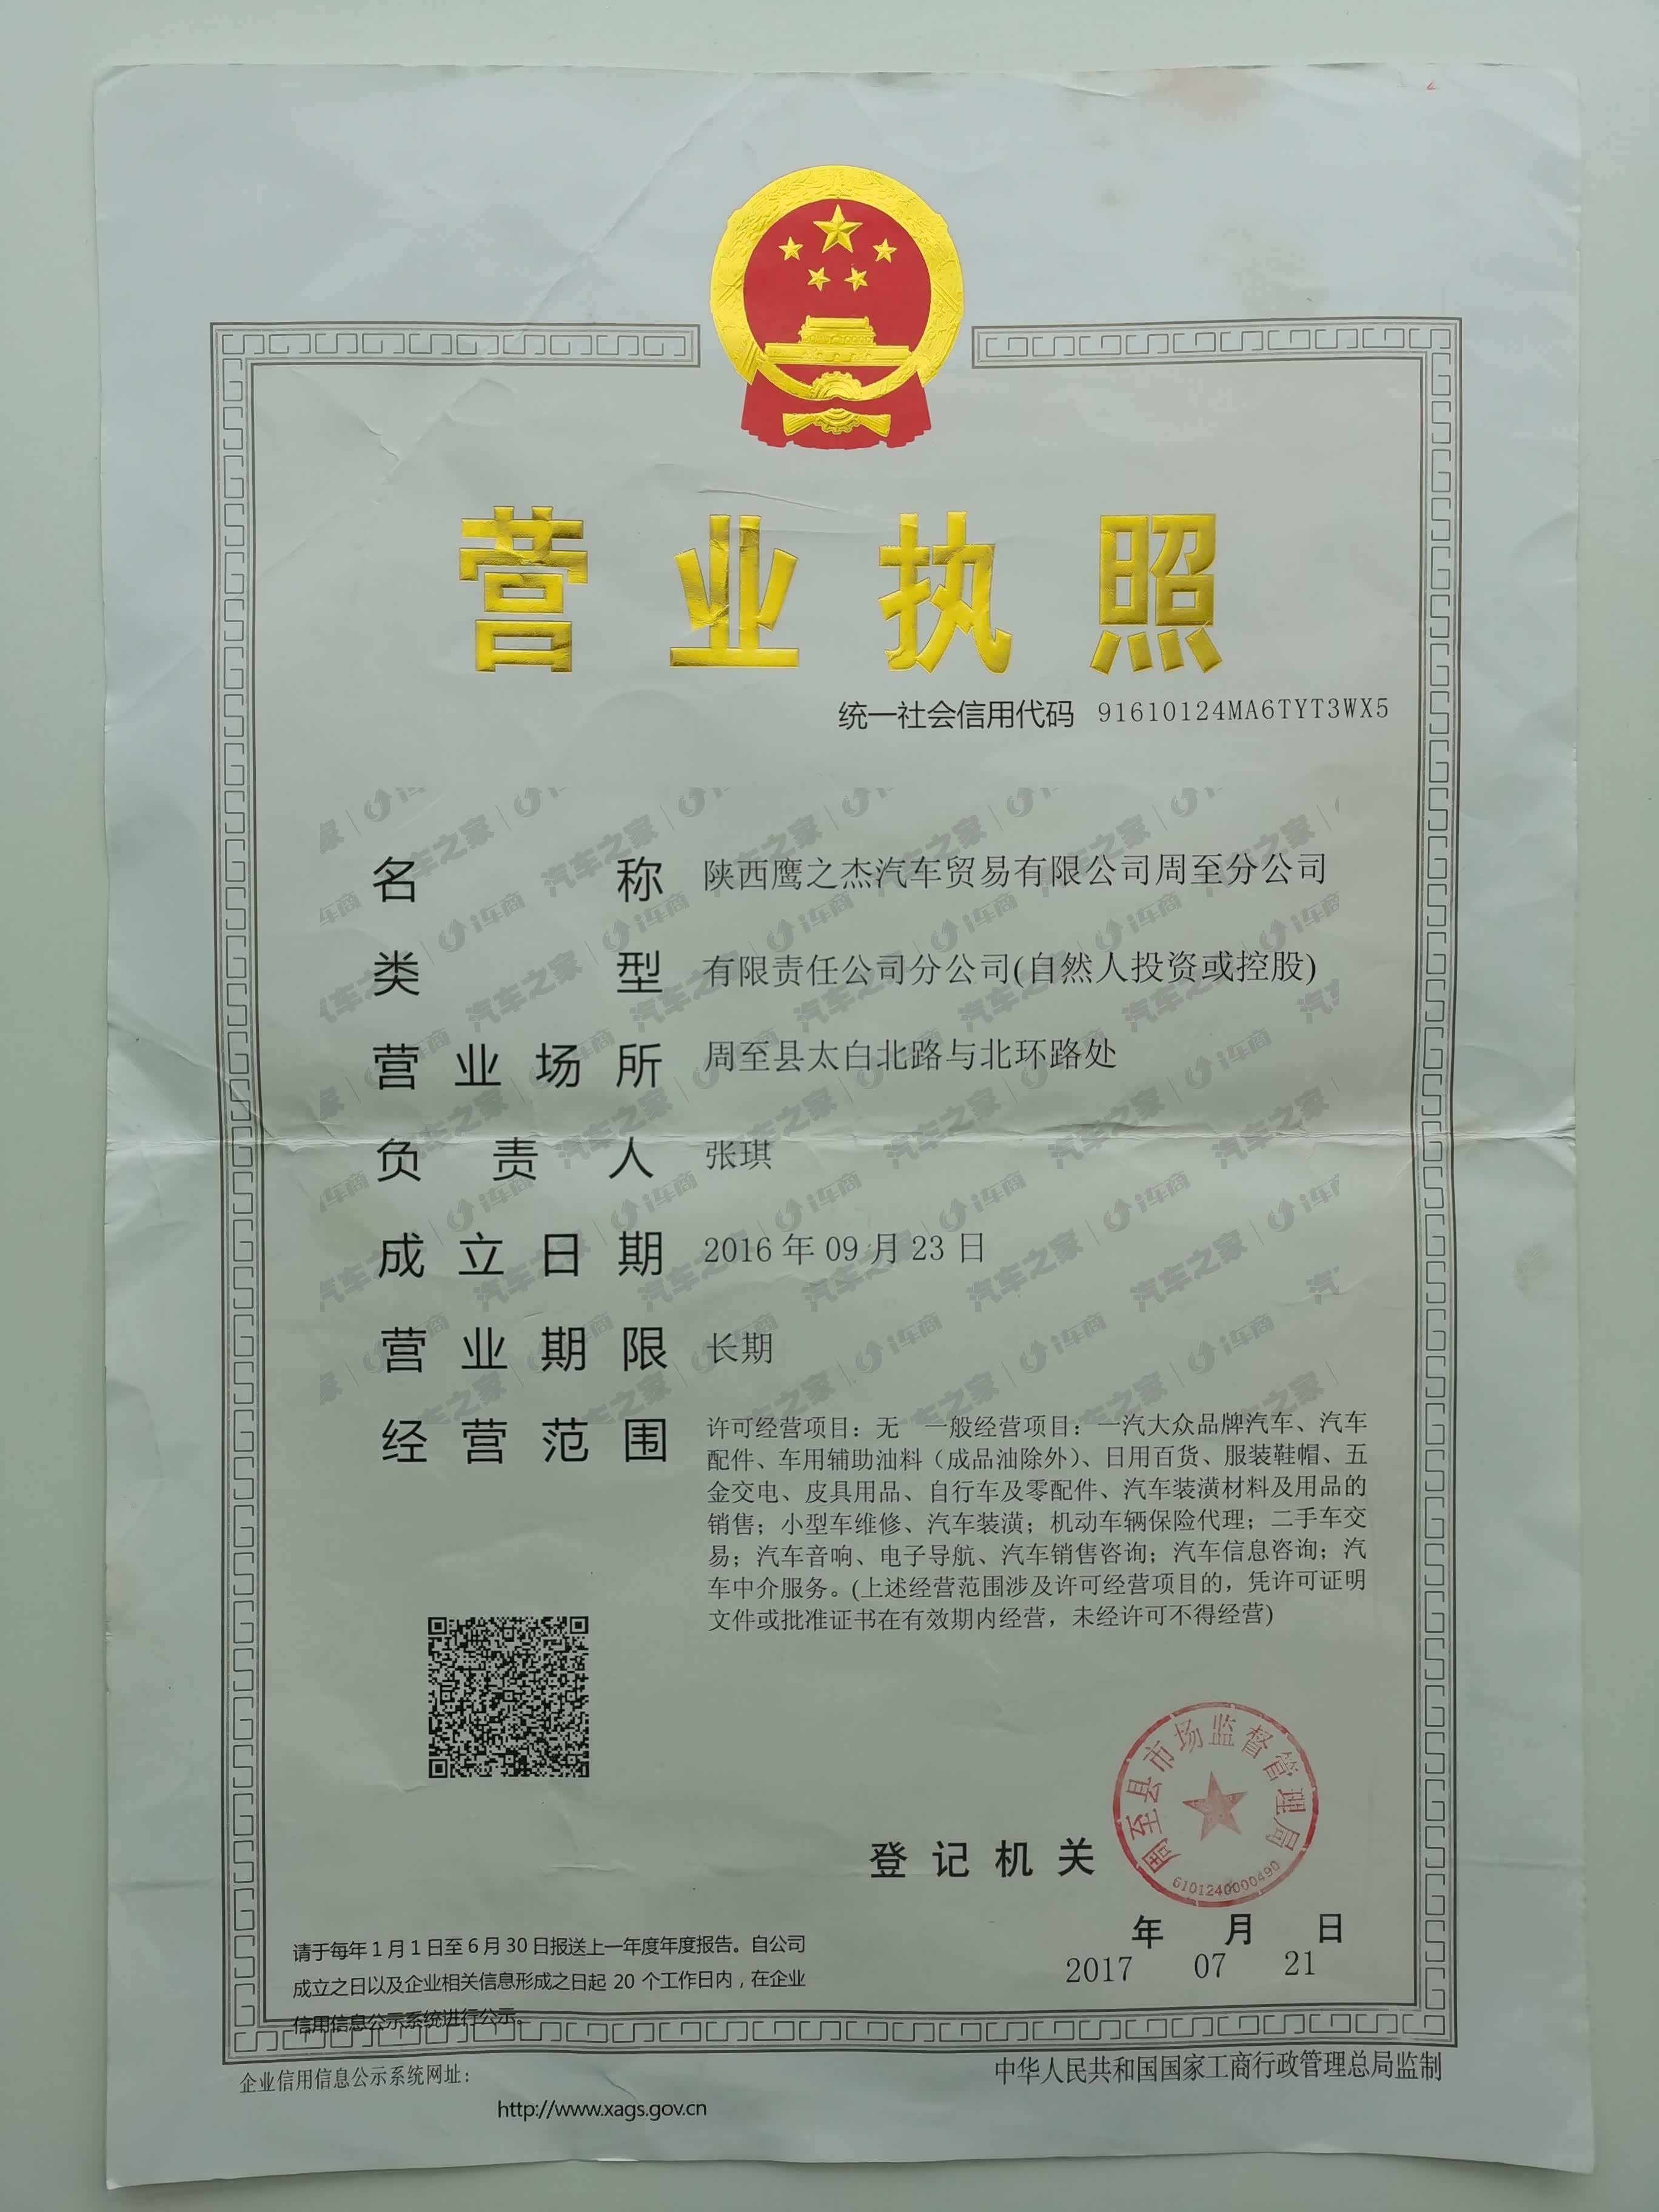 营业执照
统一社会信用代码 91610124MA6TYT3WX5
名称 陕西鹰之杰汽车贸易有限公司周至分公司
类型 有限责任公司分公司(自然人投资或控股)
营业场所 周至县太白北路与北环路处
负责人 张琪
成立日期 2016年09月23日
营业期限 长期
经营范围 许可经营项目：无 一般经营项目：一汽大众品牌汽车、汽车
配件、车用辅助油料（成品油除外）、日用百货、服装鞋帽、五
金交电、皮具用品、自行车及零配件、汽车装潢材料及用品的
销售；小型车维修、汽车装潢；机动车辆保险代理；二手车交
易；汽车音响、电子导航、汽车销售咨询；汽车信息咨询；汽
车中介服务。(上述经营范围涉及许可经营项目的，凭许可证明
文件或批准证书在有效期内经营，未经许可不得经营)
周至县市场监督管理局
6101240000490
登记机关
年 月 日
2017 07 21
请于每年1月1日至6月30日报送上一年度年度报告。自公司
成立之日以及企业相关信息形成之日起 20 个工作日内，在企业
信用信息公示系统进行公示。
企业信用信息公示系统网址：
http://www.xags.gov.cn
中华人民共和国国家工商行政管理总局监制
汽车之家 | i车商